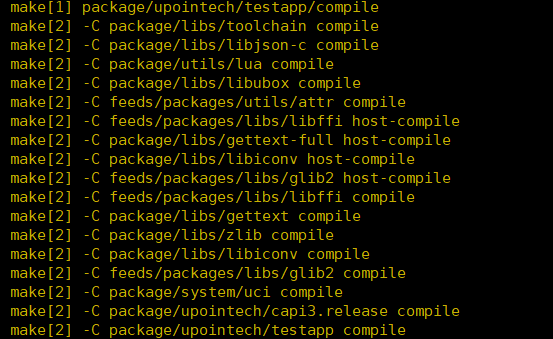 make[1] package/upointech/testapp/compile
make[2] -C package/libs/toolchain compile
make[2] -C package/libs/libjson-c compile
make[2] -C package/utils/lua compile
make[2] -C package/libs/libubox compile
make[2] -C feeds/packages/utils/attr compile
make[2] -C feeds/packages/libs/libffi host-compile
make[2] -C package/libs/gettext-full host-compile
make[2] -C package/libs/libiconv host-compile
make[2] -C feeds/packages/libs/glib2 host-compile
make[2] -C feeds/packages/libs/libffi compile
make[2] -C package/libs/gettext compile
make[2] -C package/libs/zlib compile
make[2] -C package/libs/libiconv compile
make[2] -C feeds/packages/libs/glib2 compile
make[2] -C package/system/uci compile
make[2] -C package/upointech/capi3.release compile
make[2] -C package/upointech/testapp compile